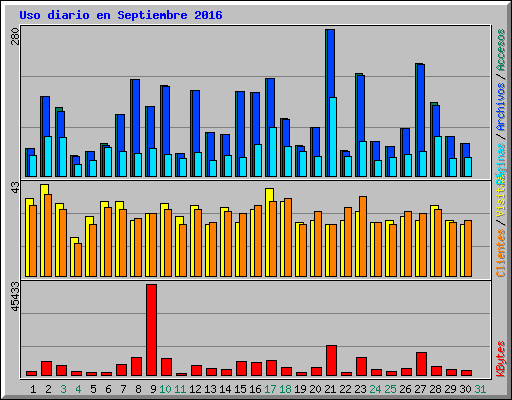 Uso diario en Septiembre 2016
280
43
45433
Clientes / Visitas
Páginas / Archivos / Accesos
KBytes
1 2 3 4 5 6 7 8 9 10 11 12 13 14 15 16 17 18 19 20 21 22 23 24 25 26 27 28 29 30 31